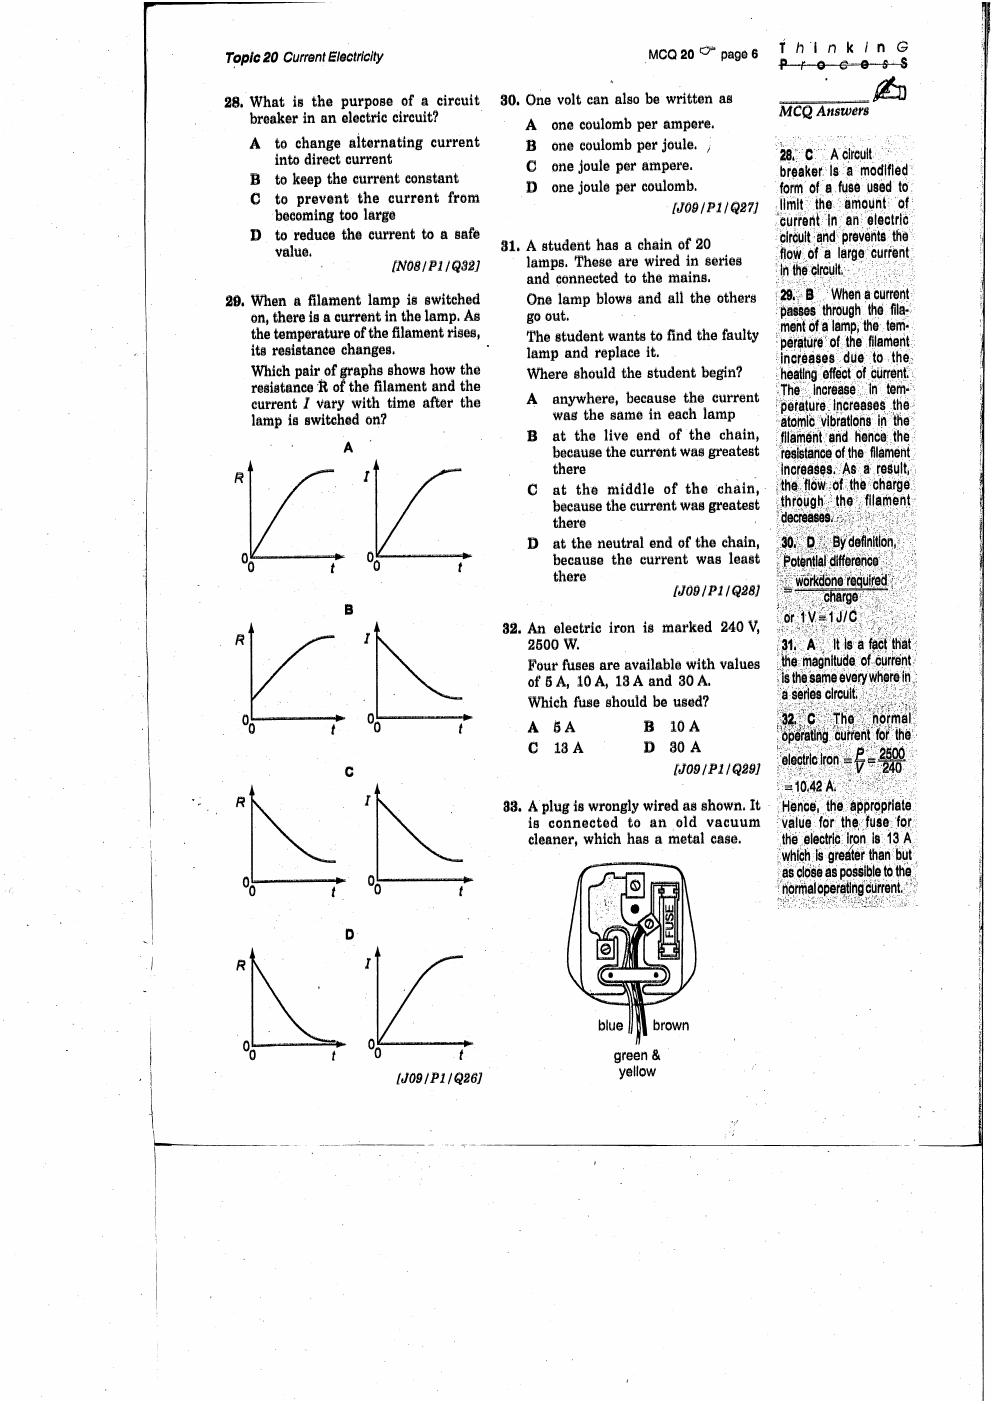 Topic 20 Current Electricity
MCQ 20 page 6
ThInkInG
ProcesS
MCQ Answers
28. What is the purpose of a circuit
breaker in an electric circuit?
A to change alternating current
into direct current
B to keep the current constant
C to prevent the current from
becoming too large
D to reduce the current to a safe
value.
[N08/P1/Q32]
29. When a filament lamp is switched
on, there is a current in the lamp. As
the temperature of the filament rises,
its resistance changes.
Which pair of graphs shows how the
resistance R of the filament and the
current I vary with time after the
lamp is switched on?
A
R I
0 0
0 t 0 t
B
R I
0 0
0 t 0 t
C
R I
0 0
0 t 0 t
D
R I
0 0
0 t 0 t
[J09/P1/Q26]
30. One volt can also be written as
A one coulomb per ampere.
B one coulomb per joule.
C one joule per ampere.
D one joule per coulomb.
[J09/P1/Q27]
31. A student has a chain of 20
lamps. These are wired in series
and connected to the mains.
One lamp blows and all the others
go out.
The student wants to find the faulty
lamp and replace it.
Where should the student begin?
A anywhere, because the current
was the same in each lamp
B at the live end of the chain,
because the current was greatest
there
C at the middle of the chain,
because the current was greatest
there
D at the neutral end of the chain,
because the current was least
there
[J09/P1/Q28]
32. An electric iron is marked 240 V,
2500 W.
Four fuses are available with values
of 5 A, 10 A, 13 A and 30 A.
Which fuse should be used?
A 5 A B 10 A
C 13 A D 30 A
[J09/P1/Q29]
33. A plug is wrongly wired as shown. It
is connected to an old vacuum
cleaner, which has a metal case.
FUSE
blue brown
green &
yellow
28. C A circuit
breaker is a modified
form of a fuse used to
limit the amount of
current in an electric
circuit and prevents the
flow of a large current
in the circuit.
29. B When a current
passes through the fila-
ment of a lamp, the tem-
perature of the filament
increases due to the
heating effect of current.
The increase in tem-
perature increases the
atomic vibrations in the
filament and hence the
resistance of the filament
increases. As a result,
the flow of the charge
through the filament
decreases.
30. D By definition,
Potential difference
= workdone required
charge
or 1 V = 1 J/C
31. A It is a fact that
the magnitude of current
is the same every where in
a series circuit.
32. C The normal
operating current for the
electric iron = P/V = 2500/240
= 10.42 A.
Hence, the appropriate
value for the fuse for
the electric iron is 13 A
which is greater than but
as close as possible to the
normal operating current.